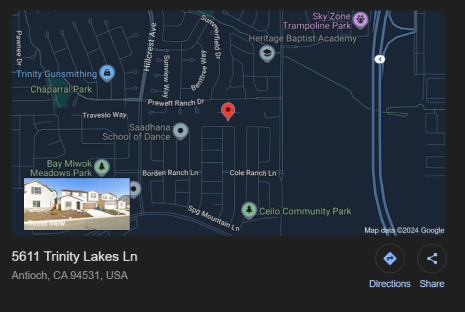 Sky Zone
Trampoline Park
Summerfield Dr
Pawnee Dr
Hillcrest Ave
Heritage Baptist Academy
Sunview Way
Bentree Way
4
Trinity Gunsmithing
Chaparral Park
Prewett Ranch Dr
Travesio Way
Saadhana
School of Dance
Bay Miwok
Meadows Park
Borden Ranch Ln
Cole Ranch Ln
Spg Mountain Ln
Ceilo Community Park
Street View
Map data ©2024 Google
5611 Trinity Lakes Ln
Antioch, CA 94531, USA
Directions
Share